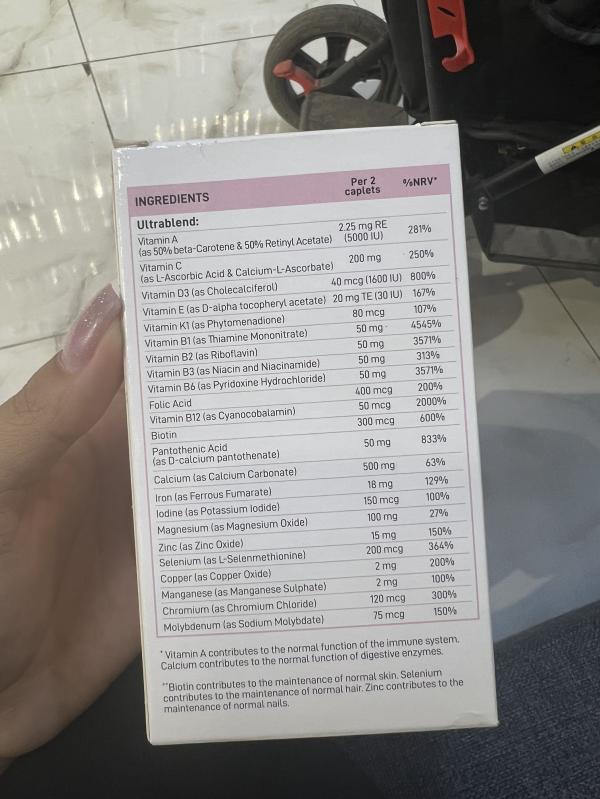 INGREDIENTS Per 2 caplets %NRV*
Ultrablend:
Vitamin A
(as 50% beta-Carotene & 50% Retinyl Acetate) 2.25 mg RE (5000 IU) 281%
Vitamin C
(as L-Ascorbic Acid & Calcium-L-Ascorbate) 200 mg 250%
Vitamin D3 (as Cholecalciferol) 40 mcg (1600 IU) 800%
Vitamin E (as D-alpha tocopheryl acetate) 20 mg TE (30 IU) 167%
Vitamin K1 (as Phytomenadione) 80 mcg 107%
Vitamin B1 (as Thiamine Mononitrate) 50 mg 4545%
Vitamin B2 (as Riboflavin) 50 mg 3571%
Vitamin B3 (as Niacin and Niacinamide) 50 mg 313%
Vitamin B6 (as Pyridoxine Hydrochloride) 50 mg 3571%
Folic Acid 400 mcg 200%
Vitamin B12 (as Cyanocobalamin) 50 mcg 2000%
Biotin 300 mcg 600%
Pantothenic Acid
(as D-calcium pantothenate) 50 mg 833%
Calcium (as Calcium Carbonate) 500 mg 63%
Iron (as Ferrous Fumarate) 18 mg 129%
Iodine (as Potassium Iodide) 150 mcg 100%
Magnesium (as Magnesium Oxide) 100 mg 27%
Zinc (as Zinc Oxide) 15 mg 150%
Selenium (as L-Selenmethionine) 200 mcg 364%
Copper (as Copper Oxide) 2 mg 200%
Manganese (as Manganese Sulphate) 2 mg 100%
Chromium (as Chromium Chloride) 120 mcg 300%
Molybdenum (as Sodium Molybdate) 75 mcg 150%
* Vitamin A contributes to the normal function of the immune system.
Calcium contributes to the normal function of digestive enzymes.
**Biotin contributes to the maintenance of normal skin. Selenium
contributes to the maintenance of normal hair. Zinc contributes to the
maintenance of normal nails.